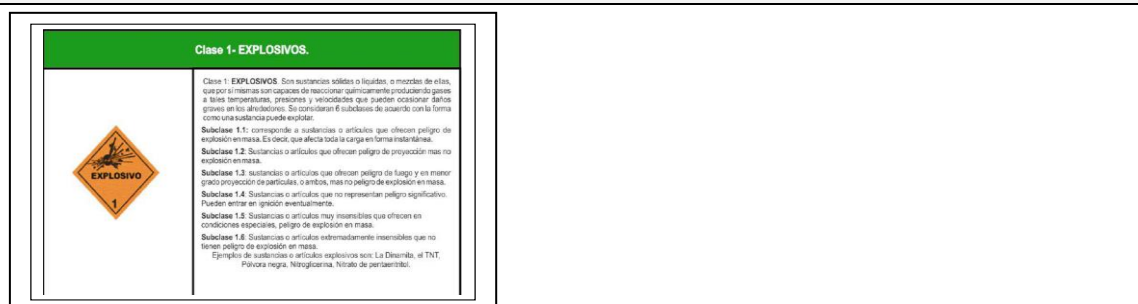 Clase 1- EXPLOSIVOS.
EXPLOSIVO
1
Clase 1: EXPLOSIVOS. Son sustancias sólidas o líquidas, o mezclas de ellas,
que por sí mismas son capaces de reaccionar químicamente produciendo gases
a tales temperaturas, presiones y velocidades que pueden ocasionar daños
graves en los alrededores. Se consideran 6 subclases de acuerdo con la forma
como una sustancia puede explotar.
Subclase 1.1: corresponde a sustancias o artículos que ofrecen peligro de
explosión en masa. Es decir, que afecta toda la carga en forma instantánea.
Subclase 1.2: Sustancias o artículos que ofrecen peligro de proyección mas no
explosión en masa.
Subclase 1.3: sustancias o artículos que ofrecen peligro de fuego y en menor
grado proyección de partículas, o ambos, mas no peligro de explosión en masa.
Subclase 1.4: Sustancias o artículos que no representan peligro significativo.
Pueden entrar en ignición eventualmente.
Subclase 1.5: Sustancias o artículos muy insensibles que ofrecen en
condiciones especiales, peligro de explosión en masa.
Subclase 1.6: Sustancias o artículos extremadamente insensibles que no
tienen peligro de explosión en masa.
Ejemplos de sustancias o artículos explosivos son: La Dinamita, el TNT,
Pólvora negra, Nitroglicerina, Nitrato de pentaeritritol.